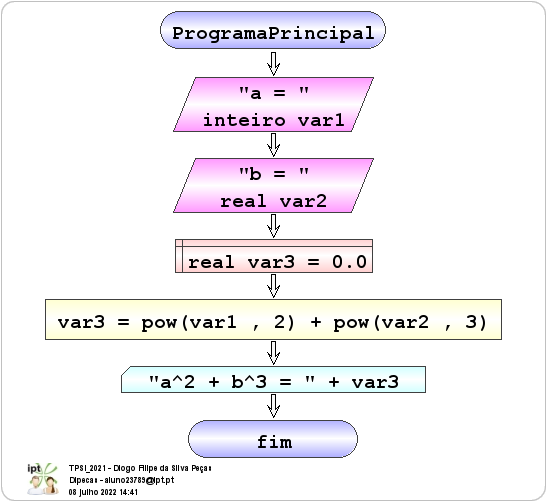 ProgramaPrincipal
"a = "
inteiro var1
"b = "
real var2
real var3 = 0.0
var3 = pow(var1 , 2) + pow(var2 , 3)
"a^2 + b^3 = " + var3
fim
ipt
TPSI_2021 - Diogo Filipe da Silva Peças
Dipecas - aluno23783@ipt.pt
08 julho 2022 14:41